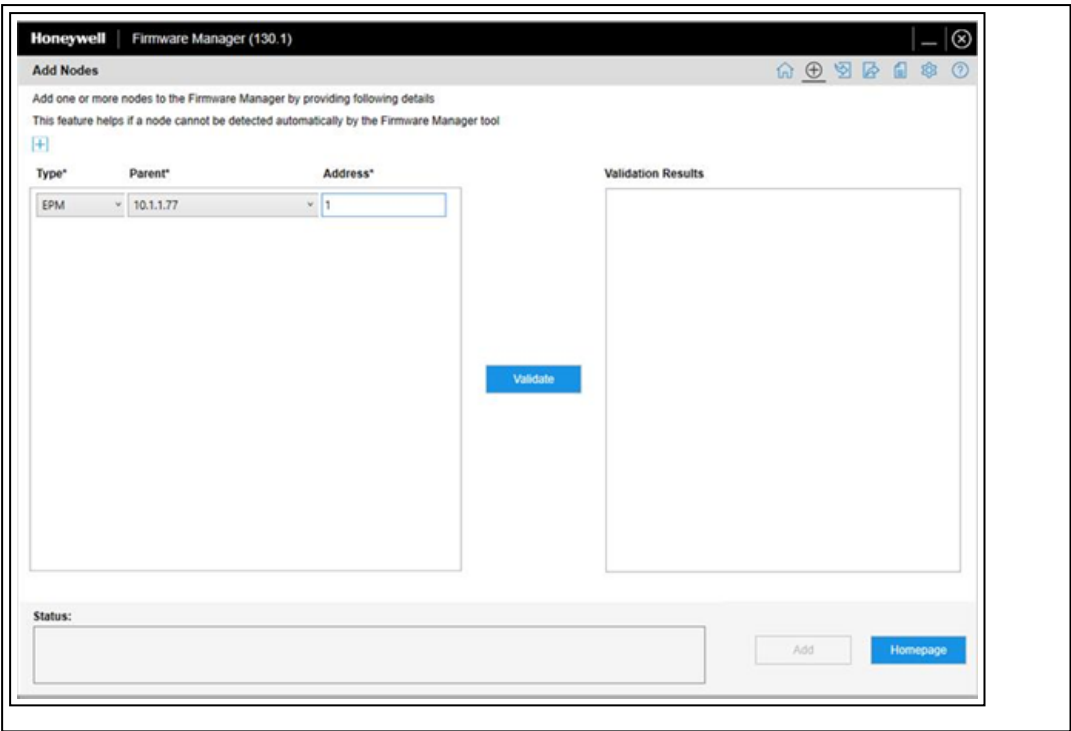 Honeywell Firmware Manager (130.1)
Add Nodes
Add one or more nodes to the Firmware Manager by providing following details
This feature helps if a node cannot be detected automatically by the Firmware Manager tool
Type* Parent* Address* Validation Results
EPM 10.1.1.77 1
Validate
Status:
Add Homepage